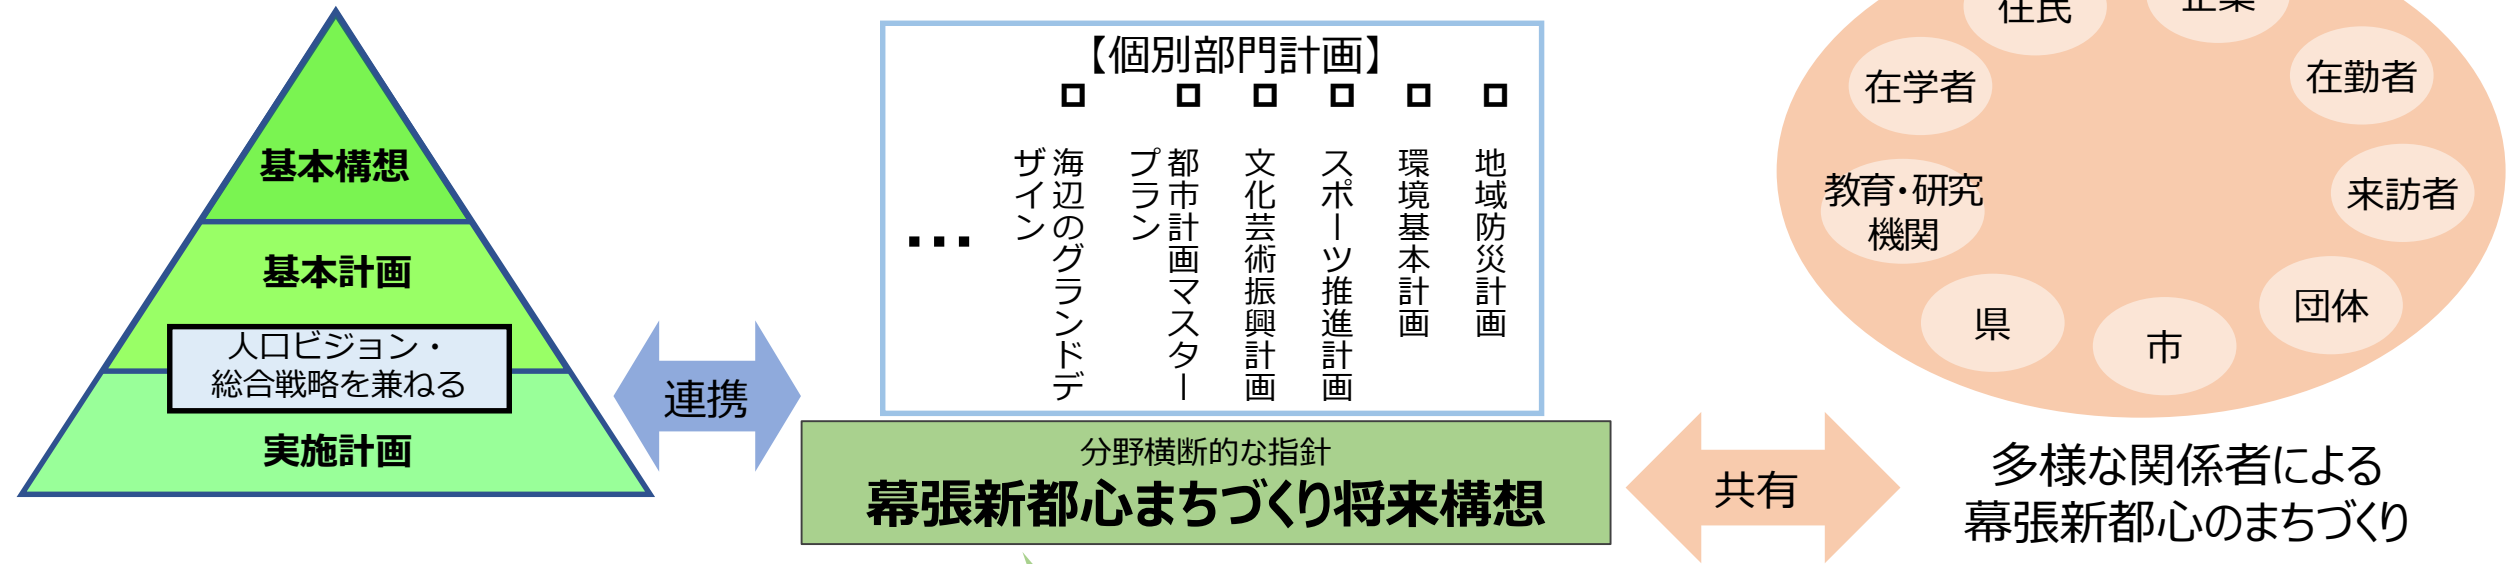 基本構想
基本計画
人口ビジョン・
総合戦略を兼ねる
実施計画
連携
【個別部門計画】
地域防災計画
環境基本計画
スポーツ推進計画
文化芸術振興計画
都市計画マスター
プラン
海辺のグランドデ
ザイン
…
分野横断的な指針
幕張新都心まちづくり将来構想
共有
住民
企業
在学者
在勤者
教育・研究
機関
来訪者
県
市
団体
多様な関係者による
幕張新都心のまちづくり